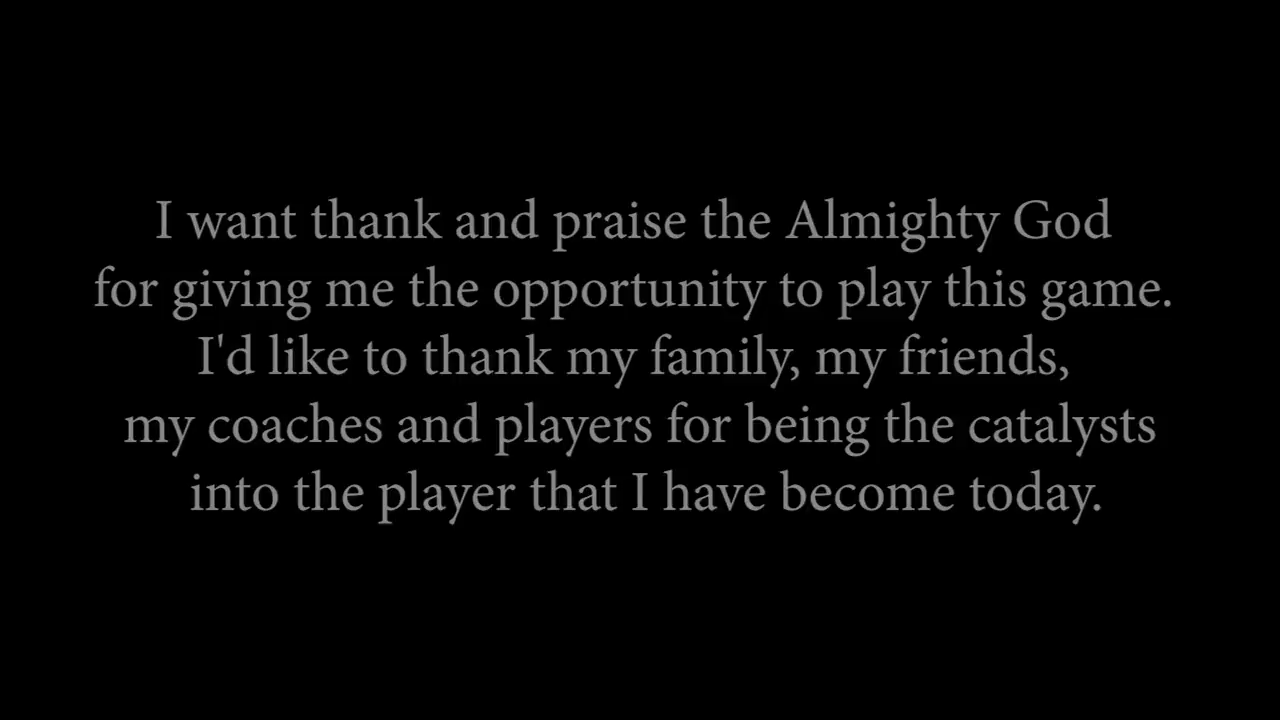 I want thank and praise the Almighty God
for giving me the opportunity to play this game.
I'd like to thank my family, my friends,
my coaches and players for being the catalysts
into the player that I have become today.